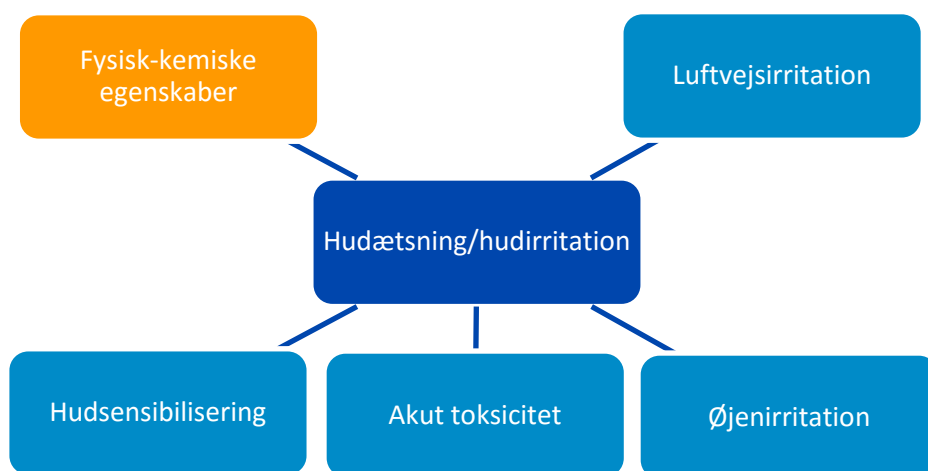 Fysisk-kemiske
egenskaber
Luftvejsirritation
Hudætsning/hudirritation
Hudsensibilisering
Akut toksicitet
Øjenirritation